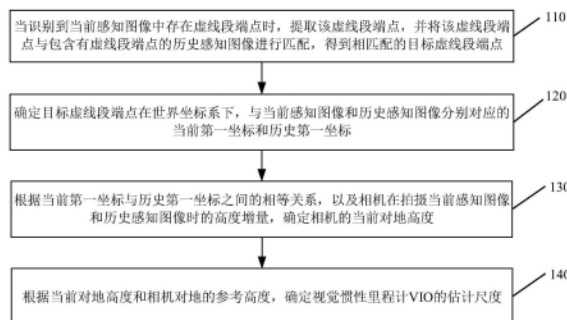 当识别到当前感知图像中存在虚线段端点时，提取该虚线段端点，并将该虚线段端
点与包含有虚线段端点的历史感知图像进行匹配，得到相匹配的目标虚线段端点
110
确定目标虚线段端点在世界坐标系下，与当前感知图像和历史感知图像分别对应的
当前第一坐标和历史第一坐标
120
根据当前第一坐标与历史第一坐标之间的相等关系，以及相机在拍摄当前感知图像
和历史感知图像时的高度增量，确定相机的当前对地高度
130
根据当前对地高度和相机对地的参考高度，确定视觉惯性里程计VIO的估计尺度
140